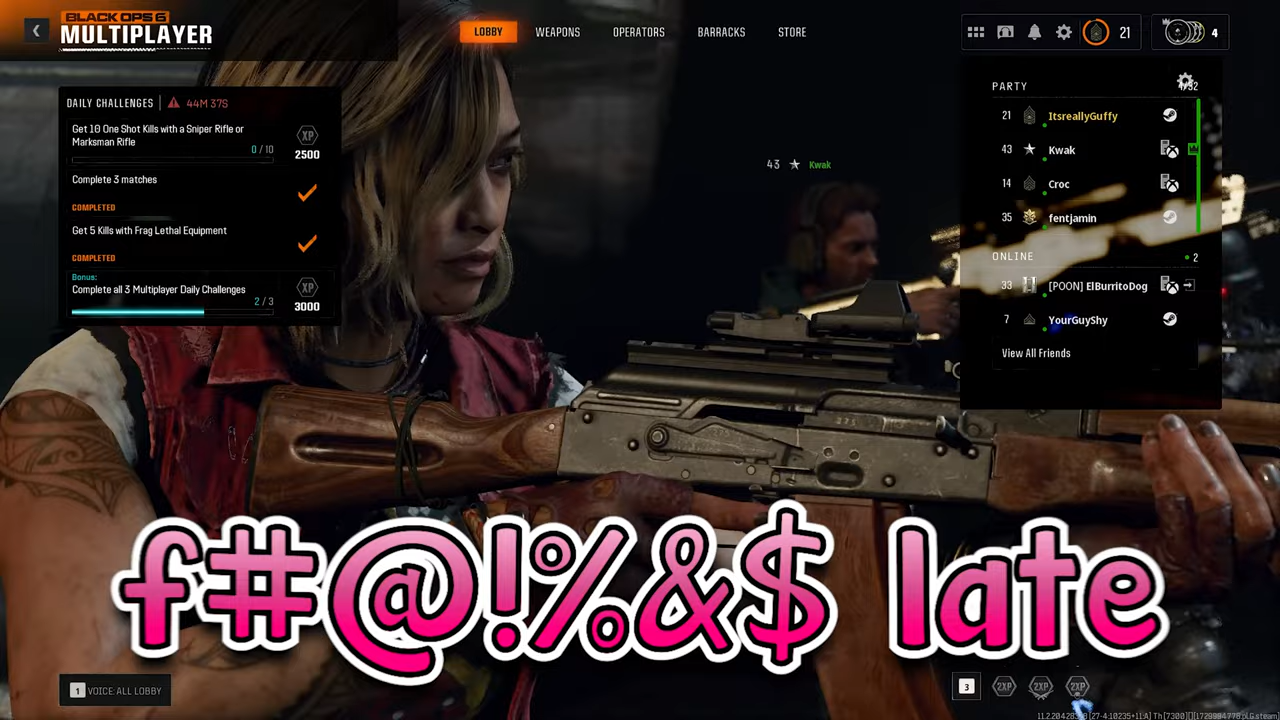 BLACK OPS 6
MULTIPLAYER
LOBBY
WEAPONS
OPERATORS
BARRACKS
STORE
21
4
DAILY CHALLENGES
44M 37S
Get 10 One Shot Kills with a Sniper Rifle or
Marksman Rifle
0 / 10
XP
2500
Complete 3 matches
COMPLETED
Get 5 Kills with Frag Lethal Equipment
COMPLETED
Bonus:
Complete all 3 Multiplayer Daily Challenges
2 / 3
XP
3000
43 Kwak
PARTY
21 ItsreallyGuffy
43 Kwak
14 Croc
35 fentjamin
ONLINE
2
33 [POON] ElBurritoDog
7 YourGuyShy
View All Friends
f#@!%&$ late
1 VOICE: ALL LOBBY
3 2XP 2XP 2XP